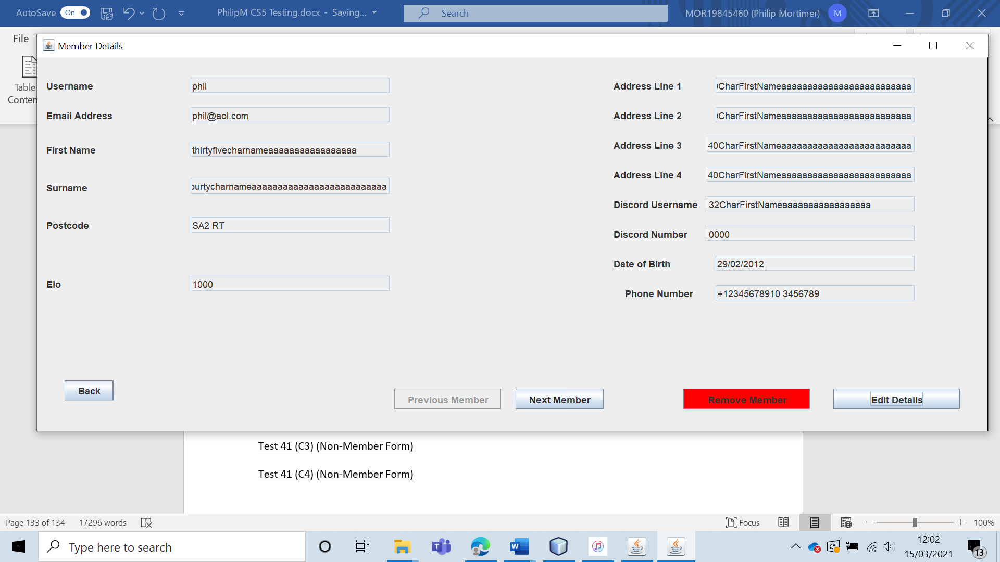 AutoSave On PhilipM CS5 Testing.docx - Saving... Search MOR19845460 (Philip Mortimer) M
File
Table
Conten
Member Details
Username phil
Email Address phil@aol.com
First Name thirtyfivecharnameaaaaaaaaaaaaaaaaa
Surname ourtycharnameaaaaaaaaaaaaaaaaaaaaaaaaaa
Postcode SA2 RT
Elo 1000
Address Line 1 CharFirstNameaaaaaaaaaaaaaaaaaaaaaaaaa
Address Line 2 CharFirstNameaaaaaaaaaaaaaaaaaaaaaaaaa
Address Line 3 40CharFirstNameaaaaaaaaaaaaaaaaaaaaaaaaa
Address Line 4 40CharFirstNameaaaaaaaaaaaaaaaaaaaaaaaaa
Discord Username 32CharFirstNameaaaaaaaaaaaaaaaaa
Discord Number 0000
Date of Birth 29/02/2012
Phone Number +12345678910 3456789
Back
Previous Member Next Member Remove Member Edit Details
Test 41 (C3) (Non-Member Form)
Test 41 (C4) (Non-Member Form)
Page 133 of 134 17296 words Focus 100%
Type here to search
12:02
15/03/2021
13